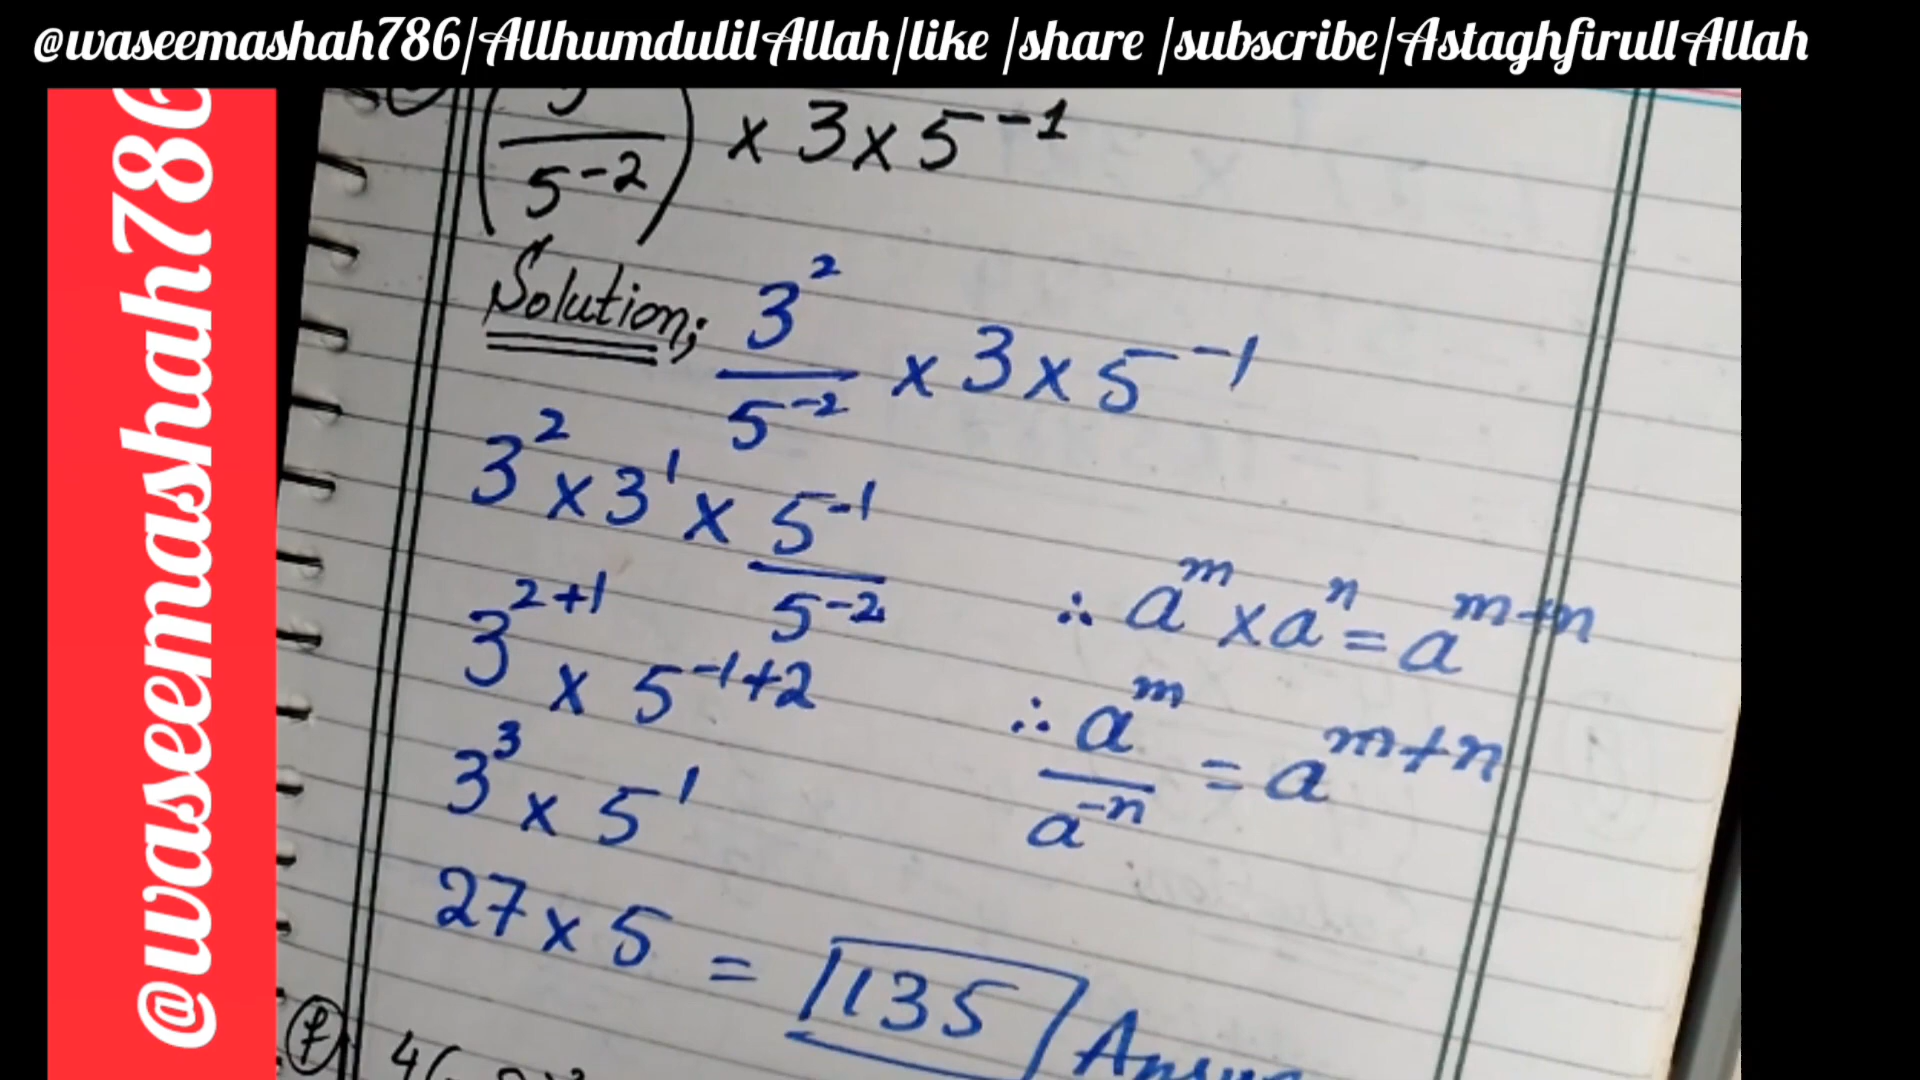 @waseemashah786/AllhumdulilAllah/like /share /subscribe/AstaghfirullAllah
@waseemashah786
( / 5⁻²) × 3 × 5⁻¹
Solution; 3² / 5⁻² × 3 × 5⁻¹
3² × 3¹ × 5⁻¹ / 5⁻²
3²⁺¹ × 5⁻¹⁺² ∴ aᵐ × aⁿ = aᵐ⁺ⁿ
3³ × 5¹ ∴ aᵐ / a⁻ⁿ = aᵐ⁺ⁿ
27 × 5 = 135
f 4(